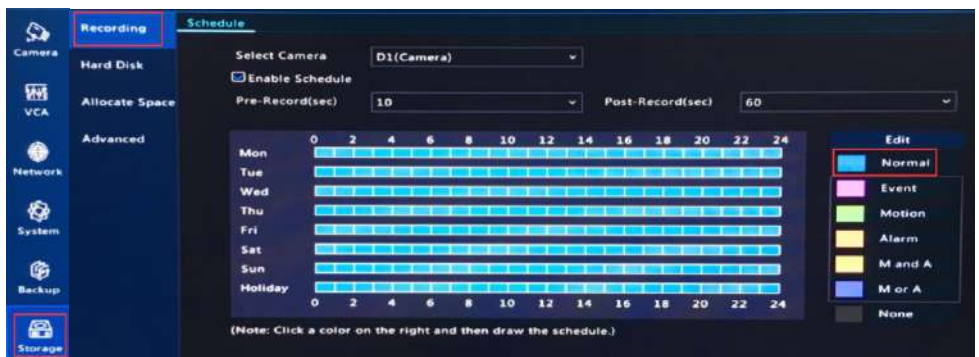 Camera
VCA
Network
System
Backup
Storage
Recording
Hard Disk
Allocate Space
Advanced
Schedule
Select Camera D1(Camera)
Enable Schedule
Pre-Record(sec) 10 Post-Record(sec) 60
0 2 4 6 8 10 12 14 16 18 20 22 24
Mon
Tue
Wed
Thu
Fri
Sat
Sun
Holiday
0 2 4 6 8 10 12 14 16 18 20 22 24
(Note: Click a color on the right and then draw the schedule.)
Edit
Normal
Event
Motion
Alarm
M and A
M or A
None